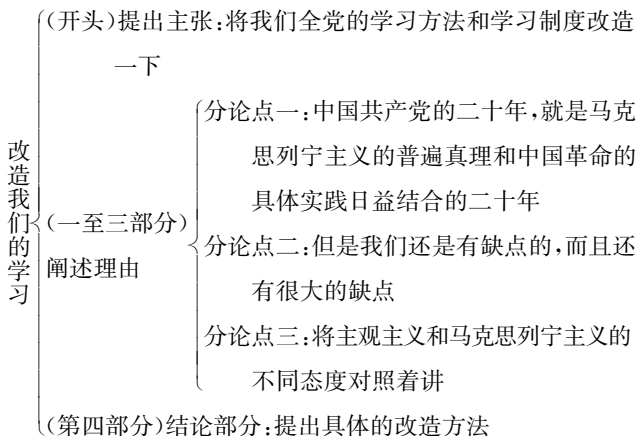 改造我们的学习
(开头)提出主张:将我们全党的学习方法和学习制度改造
一下
(一至三部分)
阐述理由
分论点一:中国共产党的二十年,就是马克
思列宁主义的普遍真理和中国革命的
具体实践日益结合的二十年
分论点二:但是我们还是有缺点的,而且还
有很大的缺点
分论点三:将主观主义和马克思列宁主义的
不同态度对照着讲
(第四部分)结论部分:提出具体的改造方法